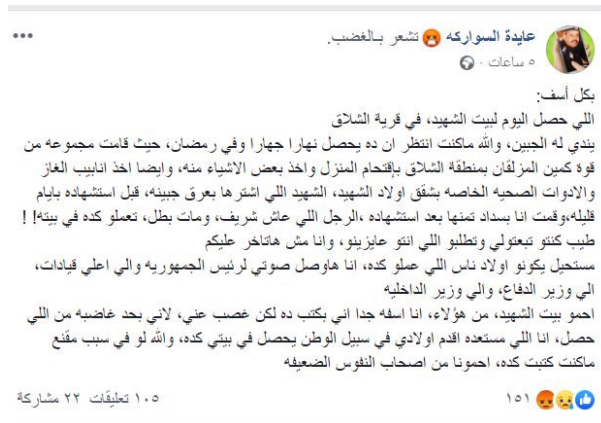 عايدة السواركه 😡 تشعر بـالغضب.
٥ ساعات ·
بكل أسف:
اللي حصل اليوم لبيت الشهيد، في قرية الشلاق
يندي له الجبين، والله ماكنت انتظر ان ده يحصل نهارا جهارا وفي رمضان، حيث قامت مجموعه من
قوة كمين المزلقان بمنطقة الشلاق بإقتحام المنزل واخذ بعض الاشياء منه، وايضا اخذ انابيب الغاز
والادوات الصحيه الخاصه بشقق اولاد الشهيد، الشهيد اللي اشترها بعرق جبينه، قبل استشهاده بايام
قليله،وقمت انا بسداد تمنها بعد استشهاده ،الرجل اللي عاش شريف، ومات بطل، تعملو كده في بيته! !
طيب كنتو تبعتولي وتطلبو اللي انتو عايزينو، وانا مش هاتاخر عليكم
مستحيل يكونو اولاد ناس اللي عملو كده، انا هاوصل صوتي لرئيس الجمهوريه والي اعلي قيادات،
الي وزير الدفاع، والي وزير الداخليه
احمو بيت الشهيد، من هؤلاء، انا اسفه جدا اني بكتب ده لكن غصب عني، لاني بجد غاضبه من اللي
حصل، انا اللي مستعده اقدم اولادي في سبيل الوطن يحصل في بيتي كده، والله لو في سبب مقنع
ماكنت كتبت كده، احمونا من اصحاب النفوس الضعيفه
١٥١
١٠٥ تعليقات ٢٢ مشاركة